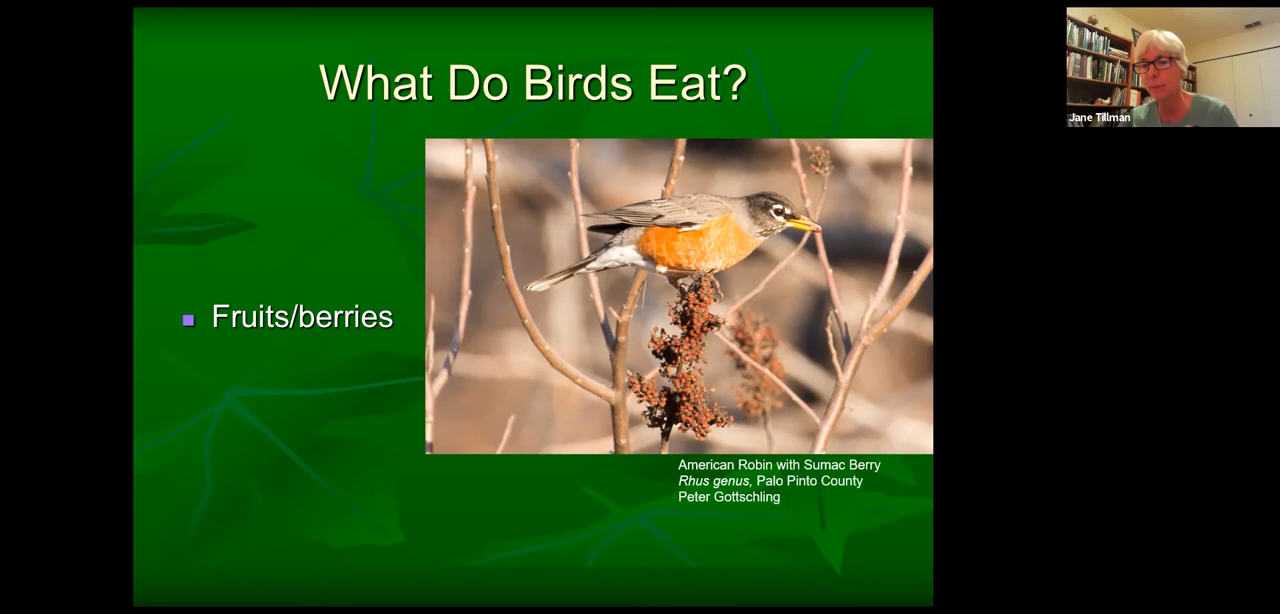 What Do Birds Eat?
Fruits/berries
American Robin with Sumac Berry
Rhus genus, Palo Pinto County
Peter Gottschling
Jane Tillman